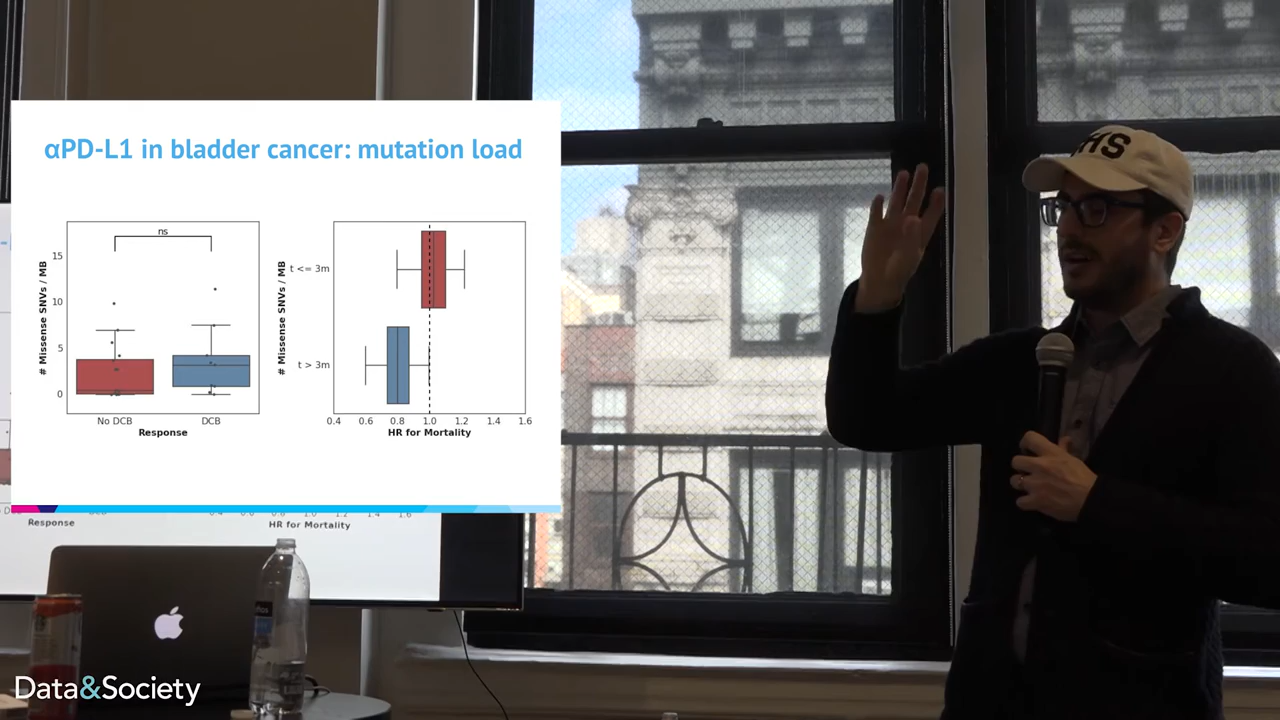 αPD-L1 in bladder cancer: mutation load
# Missense SNVs / MB
15
10
5
0
ns
No DCB
DCB
Response
# Missense SNVs / MB
t <= 3m
t > 3m
0.4
0.6
0.8
1.0
1.2
1.4
1.6
HR for Mortality
Response
HR for Mortality
HS
Data&Society